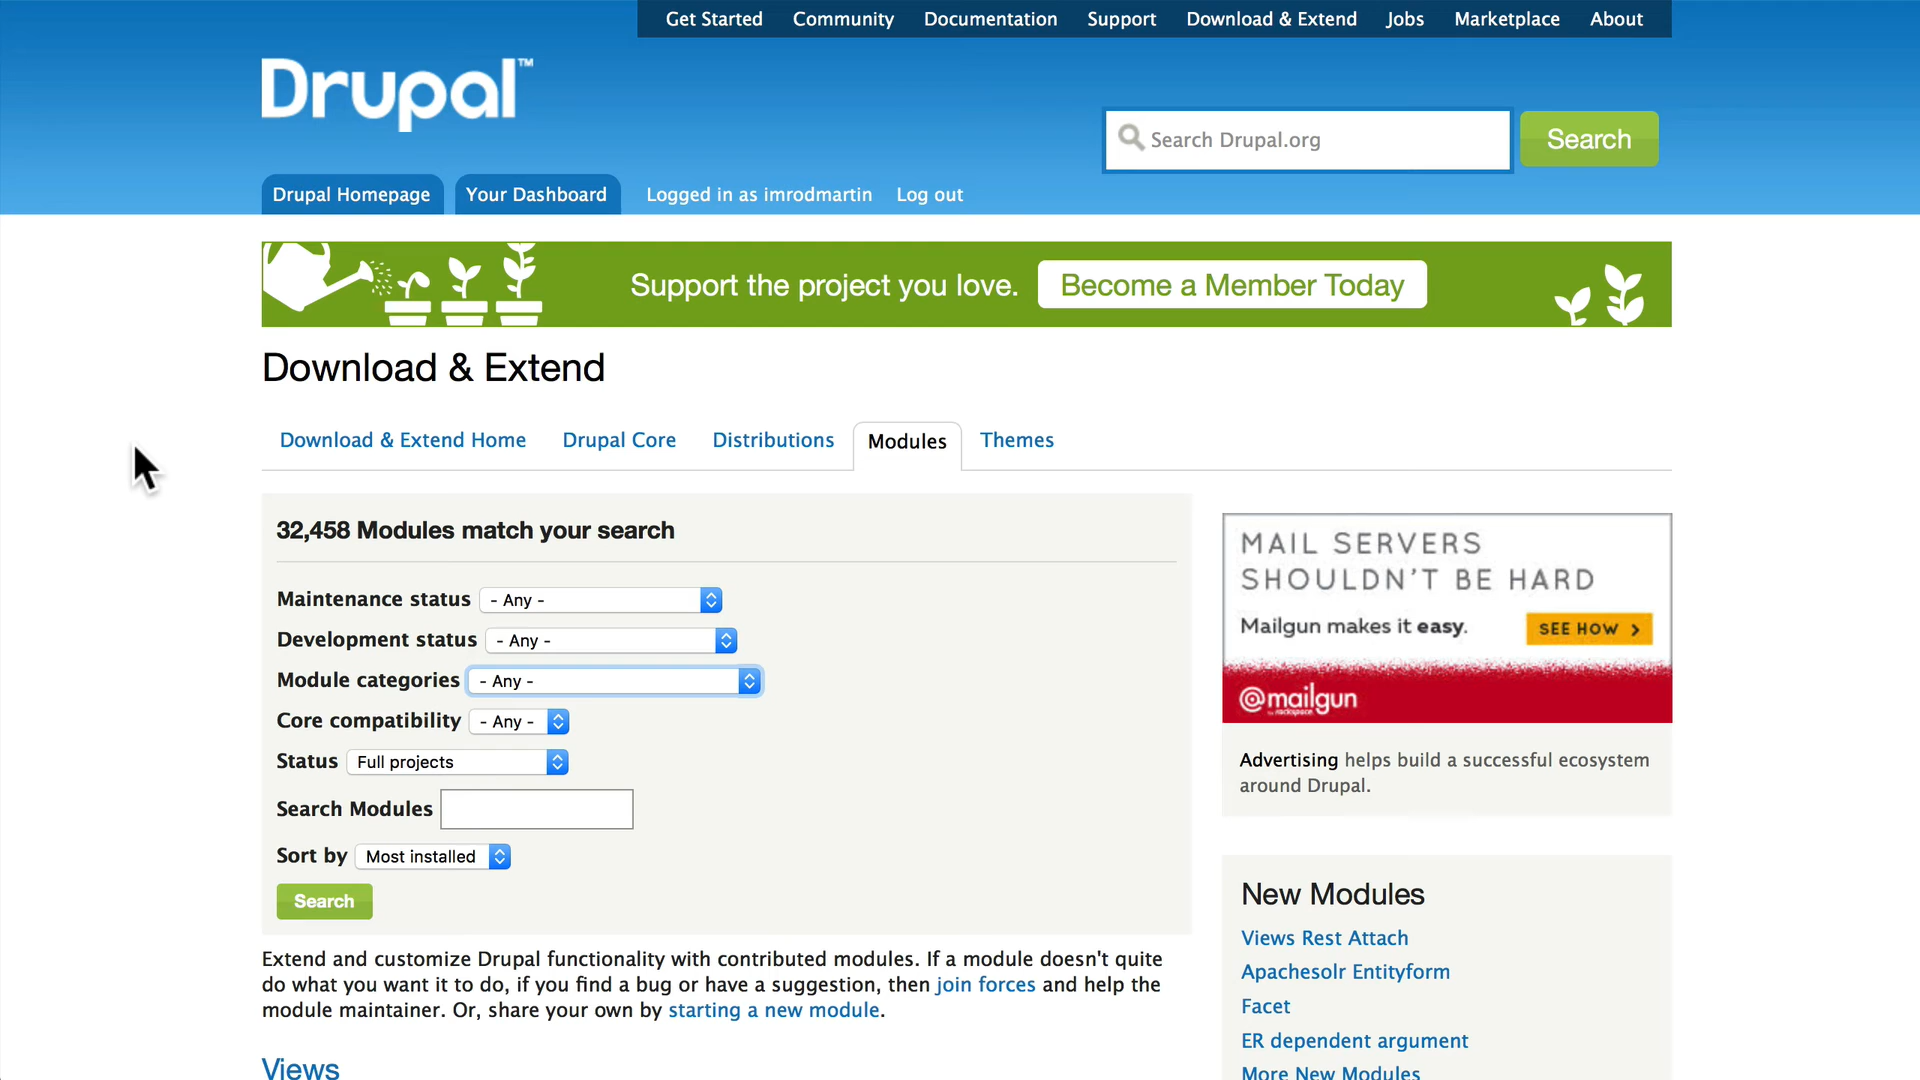 Get Started Community Documentation Support Download & Extend Jobs Marketplace About
Drupal™
Search Drupal.org
Search
Drupal Homepage Your Dashboard Logged in as imrodmartin Log out
Support the project you love. Become a Member Today
Download & Extend
Download & Extend Home Drupal Core Distributions Modules Themes
32,458 Modules match your search
Maintenance status - Any -
Development status - Any -
Module categories - Any -
Core compatibility - Any -
Status Full projects
Search Modules
Sort by Most installed
Search
Extend and customize Drupal functionality with contributed modules. If a module doesn't quite
do what you want it to do, if you find a bug or have a suggestion, then join forces and help the
module maintainer. Or, share your own by starting a new module.
Views
MAIL SERVERS
SHOULDN'T BE HARD
Mailgun makes it easy.
SEE HOW >
@mailgun
by rackspace.
Advertising helps build a successful ecosystem
around Drupal.
New Modules
Views Rest Attach
Apachesolr Entityform
Facet
ER dependent argument
More New Modules